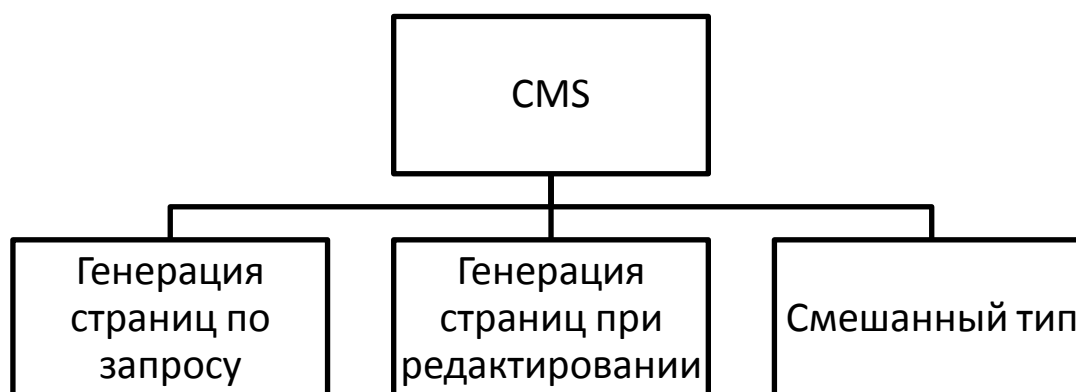 CMS
Генерация
страниц по
запросу
Генерация
страниц при
редактировании
Смешанный тип